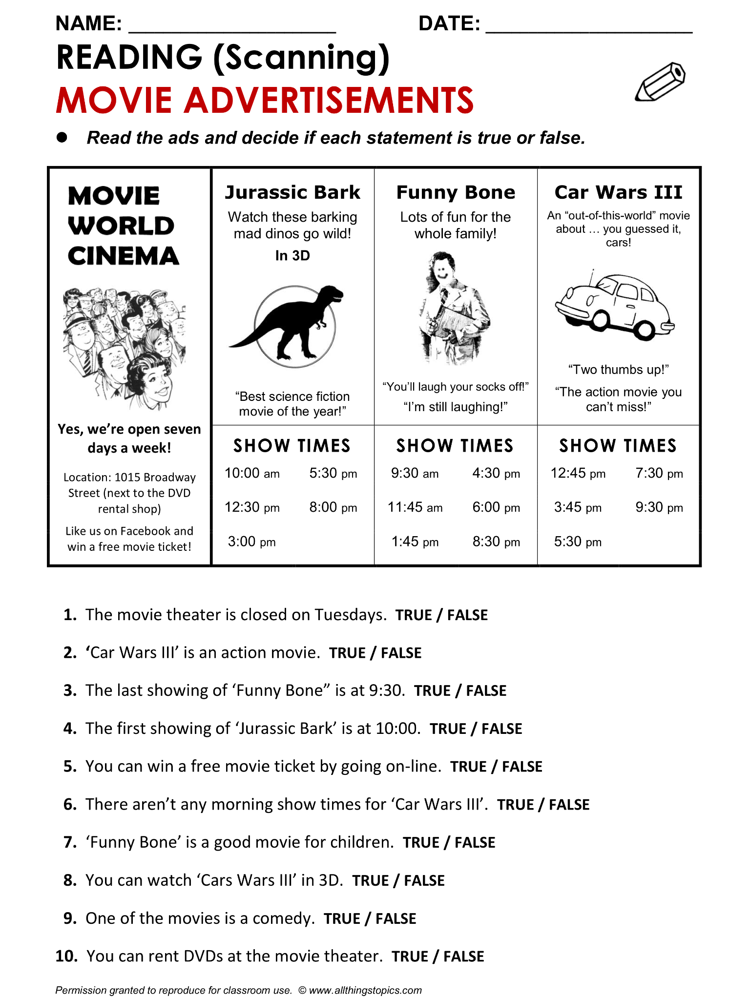 NAME: ____________________ DATE: ____________________
READING (Scanning)
MOVIE ADVERTISEMENTS
● Read the ads and decide if each statement is true or false.
MOVIE
WORLD
CINEMA
Yes, we’re open seven
days a week!
Location: 1015 Broadway
Street (next to the DVD
rental shop)
Like us on Facebook and
win a free movie ticket!
Jurassic Bark
Watch these barking
mad dinos go wild!
In 3D
“Best science fiction
movie of the year!”
SHOW TIMES
10:00 am 5:30 pm
12:30 pm 8:00 pm
3:00 pm
Funny Bone
Lots of fun for the
whole family!
“You’ll laugh your socks off!”
“I’m still laughing!”
SHOW TIMES
9:30 am 4:30 pm
11:45 am 6:00 pm
1:45 pm 8:30 pm
Car Wars III
An “out-of-this-world” movie
about … you guessed it,
cars!
“Two thumbs up!”
“The action movie you
can’t miss!”
SHOW TIMES
12:45 pm 7:30 pm
3:45 pm 9:30 pm
5:30 pm
1. The movie theater is closed on Tuesdays. TRUE / FALSE
2. ‘Car Wars III’ is an action movie. TRUE / FALSE
3. The last showing of ‘Funny Bone” is at 9:30. TRUE / FALSE
4. The first showing of ‘Jurassic Bark’ is at 10:00. TRUE / FALSE
5. You can win a free movie ticket by going on-line. TRUE / FALSE
6. There aren’t any morning show times for ‘Car Wars III’. TRUE / FALSE
7. ‘Funny Bone’ is a good movie for children. TRUE / FALSE
8. You can watch ‘Cars Wars III’ in 3D. TRUE / FALSE
9. One of the movies is a comedy. TRUE / FALSE
10. You can rent DVDs at the movie theater. TRUE / FALSE
Permission granted to reproduce for classroom use. © www.allthingstopics.com